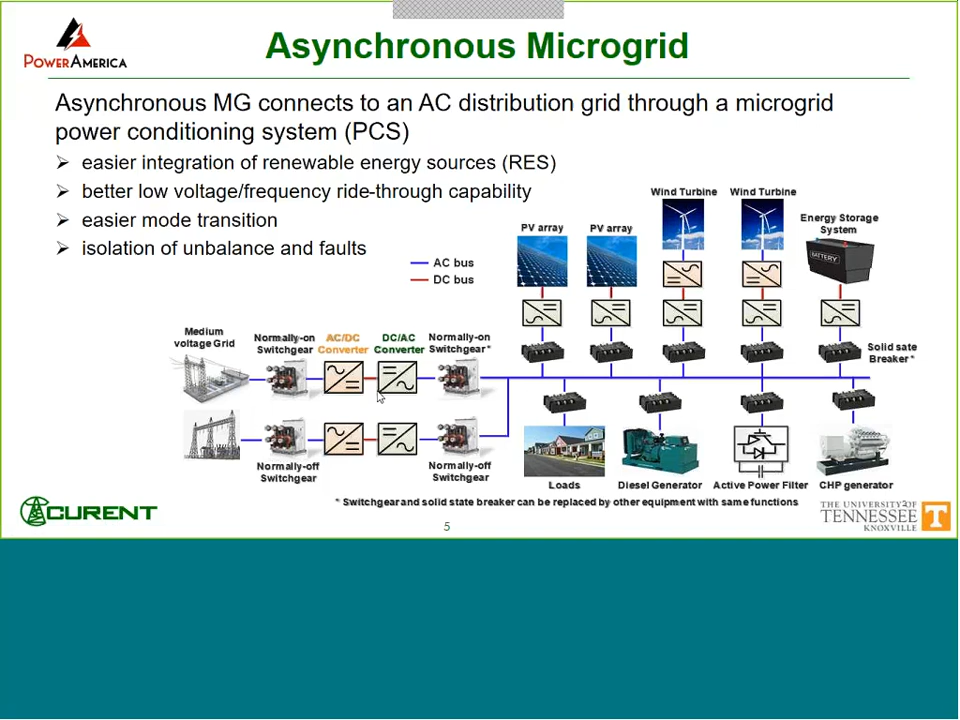 Asynchronous Microgrid
POWERAMERICA
Asynchronous MG connects to an AC distribution grid through a microgrid
power conditioning system (PCS)
easier integration of renewable energy sources (RES)
better low voltage/frequency ride-through capability
easier mode transition
isolation of unbalance and faults
AC bus
DC bus
PV array
PV array
Wind Turbine
Wind Turbine
Energy Storage
System
BATTERY
Medium
voltage Grid
Normally-on
Switchgear
AC/DC
Converter
DC/AC
Converter
Normally-on
Switchgear*
Solid sate
Breaker*
Normally-off
Switchgear
Normally-off
Switchgear
Loads
Diesel Generator
Active Power Filter
CHP generator
* Switchgear and solid state breaker can be replaced by other equipment with same functions
CURENT
5
THE UNIVERSITY OF
TENNESSEE
KNOXVILLE
T